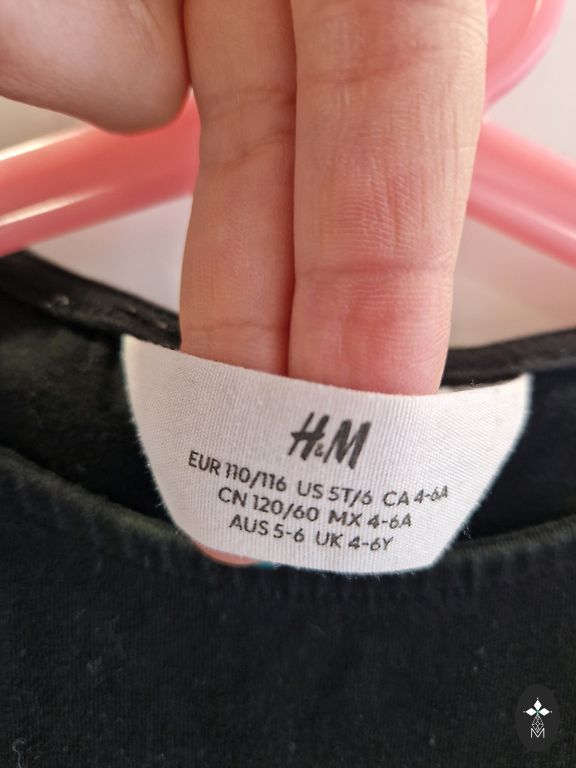 H&M
EUR 110/116 US 5T/6 CA 4-6A
CN 120/60 MX 4-6A
AUS 5-6 UK 4-6Y
M